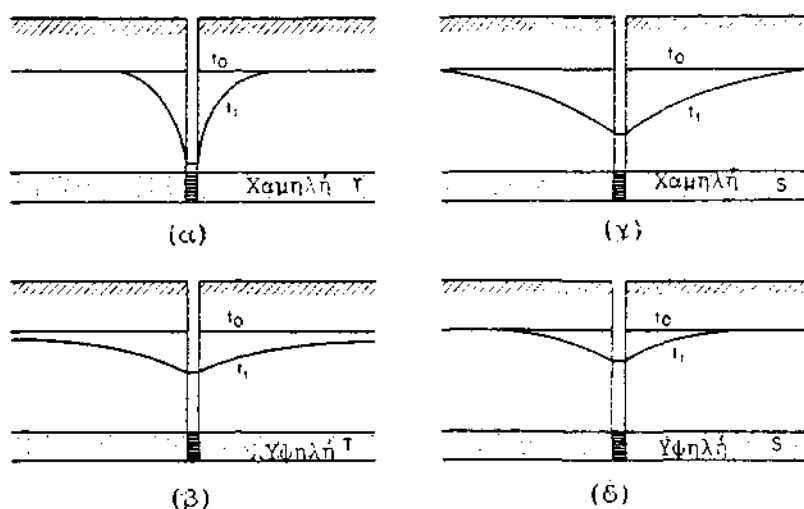 t₀
t₁
Χαμηλή T
(α)
t₀
t₁
Χαμηλή S
(γ)
t₀
t₁
Υψηλή T
(β)
t₀
t₁
Υψηλή S
(δ)